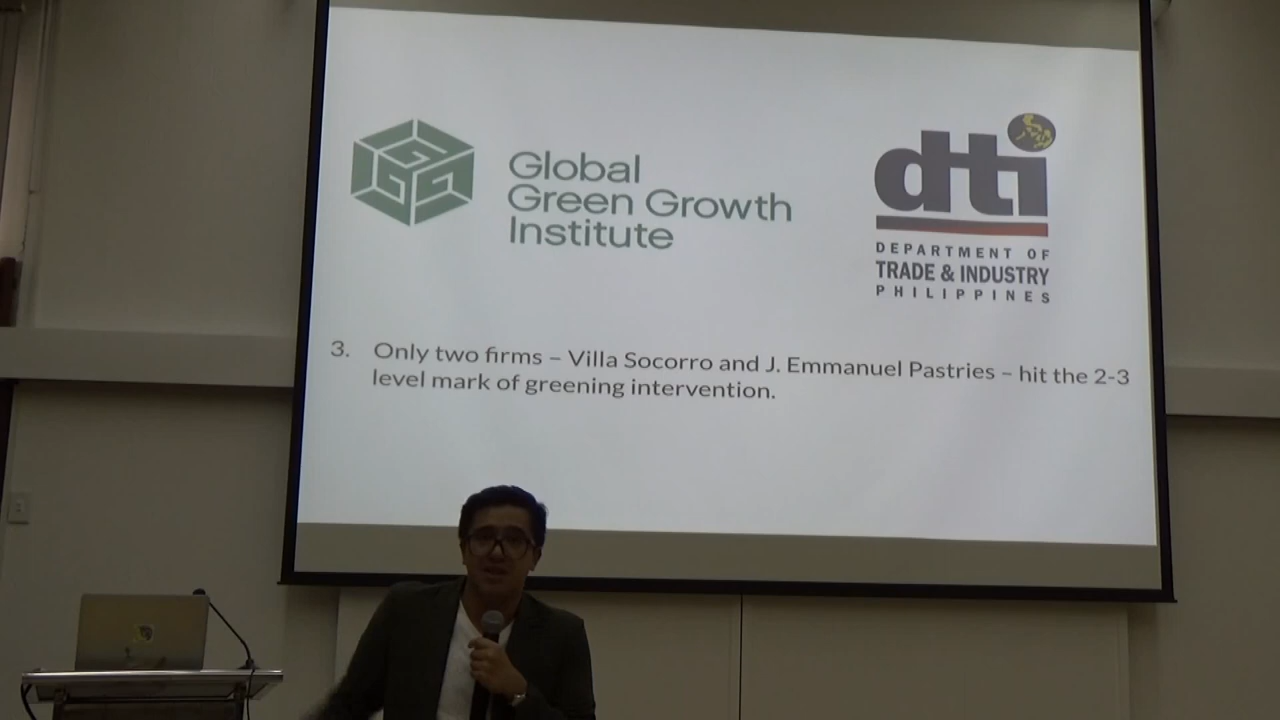 Global
Green Growth
Institute
dti
DEPARTMENT OF
TRADE & INDUSTRY
PHILIPPINES
3. Only two firms – Villa Socorro and J. Emmanuel Pastries – hit the 2-3
level mark of greening intervention.